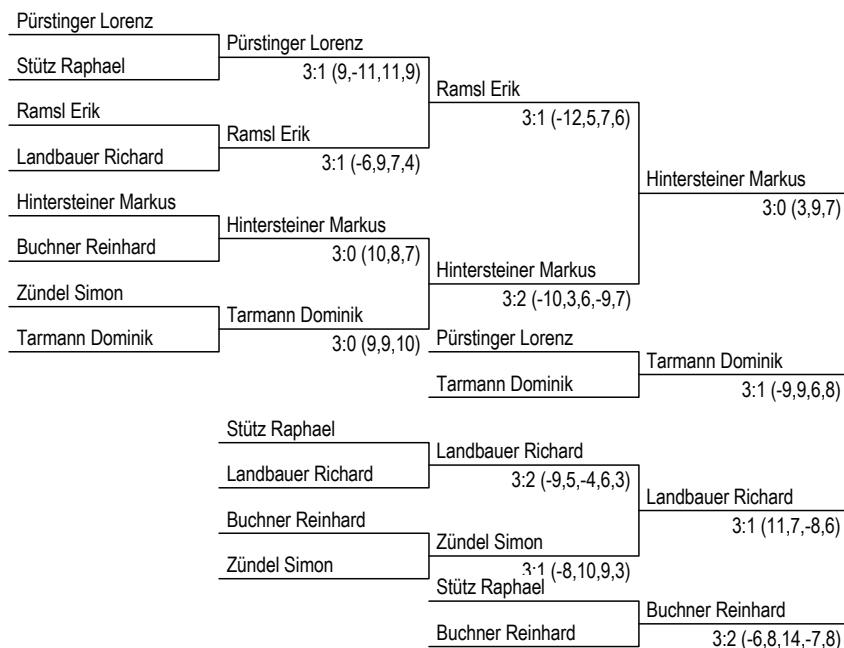 Pürstinger Lorenz
Pürstinger Lorenz
Stütz Raphael
3:1 (9,-11,11,9)
Ramsl Erik
Ramsl Erik
3:1 (-12,5,7,6)
Ramsl Erik
Landbauer Richard
3:1 (-6,9,7,4)
Hintersteiner Markus
3:0 (3,9,7)
Hintersteiner Markus
Hintersteiner Markus
Buchner Reinhard
3:0 (10,8,7)
Hintersteiner Markus
3:2 (-10,3,6,-9,7)
Zündel Simon
Tarmann Dominik
Tarmann Dominik
3:0 (9,9,10)
Pürstinger Lorenz
Tarmann Dominik
Tarmann Dominik
3:1 (-9,9,6,8)
Stütz Raphael
Landbauer Richard
Landbauer Richard
3:2 (-9,5,-4,6,3)
Landbauer Richard
3:1 (11,7,-8,6)
Buchner Reinhard
Zündel Simon
Zündel Simon
3:1 (-8,10,9,3)
Stütz Raphael
Buchner Reinhard
Buchner Reinhard
3:2 (-6,8,14,-7,8)